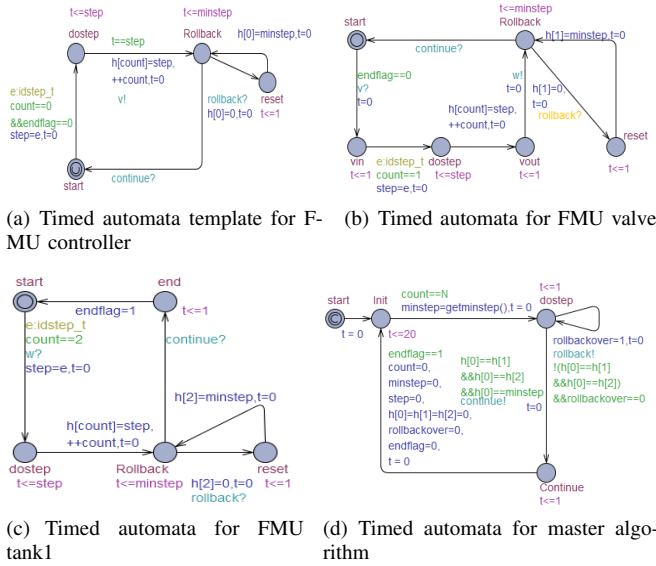 t<=step
dostep
t==step
h[count]=step,
++count,t=0
v!
e:idstep_t
count==0
&&endflag==0
step=e,t=0
start
t<=minstep
Rollback
h[0]=minstep,t=0
rollback?
h[0]=0,t=0
reset
t<=1
continue?
(a) Timed automata template for F-
MU controller
start
continue?
t<=minstep
Rollback
h[1]=minstep,t=0
endflag==0
v?
t=0
w!
t=0
h[1]=0,
t=0
rollback?
h[count]=step,
++count,t=0
reset
t<=1
vin
t<=1
e:idstep_t
count==1
step=e,t=0
dostep
t<=step
vout
t<=1
(b) Timed automata for FMU valve
start
end
endflag=1
t<=1
e:idstep_t
count==2
w?
step=e,t=0
continue?
h[2]=minstep,t=0
h[count]=step,
++count,t=0
dostep
t<=step
Rollback
t<=minstep
h[2]=0,t=0
rollback?
reset
t<=1
(c) Timed automata for FMU
tank1
start
t = 0
Init
t<=20
count==N
minstep=getminstep(),t = 0
t<=1
dostep
rollbackover=1,t=0
rollback!
!(h[0]==h[1]
&&h[0]==h[2])
&&rollbackover==0
endflag==1
count=0,
minstep=0,
step=0,
h[0]=h[1]=h[2]=0,
rollbackover=0,
endflag=0,
t = 0
h[0]==h[1]
&&h[0]==h[2]
&&h[0]==minstep
continue!
t=0
Continue
t<=1
(d) Timed automata for master algo-
rithm